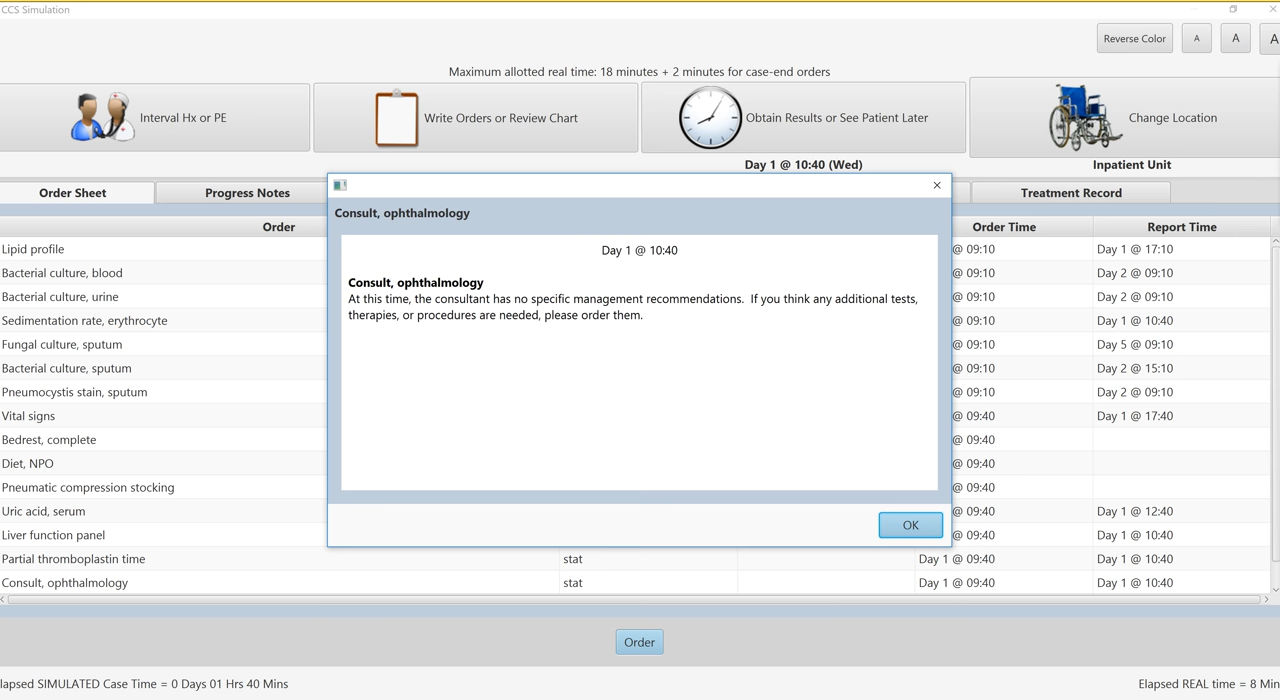 CCS Simulation
Reverse Color A A A
Maximum allotted real time: 18 minutes + 2 minutes for case-end orders
Interval Hx or PE
Write Orders or Review Chart
Obtain Results or See Patient Later
Change Location
Day 1 @ 10:40 (Wed)
Inpatient Unit
Order Sheet
Progress Notes
Treatment Record
Order
Order Time
Report Time
Lipid profile @ 09:10 Day 1 @ 17:10
Bacterial culture, blood @ 09:10 Day 2 @ 09:10
Bacterial culture, urine @ 09:10 Day 2 @ 09:10
Sedimentation rate, erythrocyte @ 09:10 Day 1 @ 10:40
Fungal culture, sputum @ 09:10 Day 5 @ 09:10
Bacterial culture, sputum @ 09:10 Day 2 @ 15:10
Pneumocystis stain, sputum @ 09:10 Day 2 @ 09:10
Vital signs @ 09:40 Day 1 @ 17:40
Bedrest, complete @ 09:40
Diet, NPO @ 09:40
Pneumatic compression stocking @ 09:40
Uric acid, serum @ 09:40 Day 1 @ 12:40
Liver function panel @ 09:40 Day 1 @ 10:40
Partial thromboplastin time stat Day 1 @ 09:40 Day 1 @ 10:40
Consult, ophthalmology stat Day 1 @ 09:40 Day 1 @ 10:40
Consult, ophthalmology
Day 1 @ 10:40
Consult, ophthalmology
At this time, the consultant has no specific management recommendations. If you think any additional tests,
therapies, or procedures are needed, please order them.
OK
Order
lapsed SIMULATED Case Time = 0 Days 01 Hrs 40 Mins
Elapsed REAL time = 8 Min